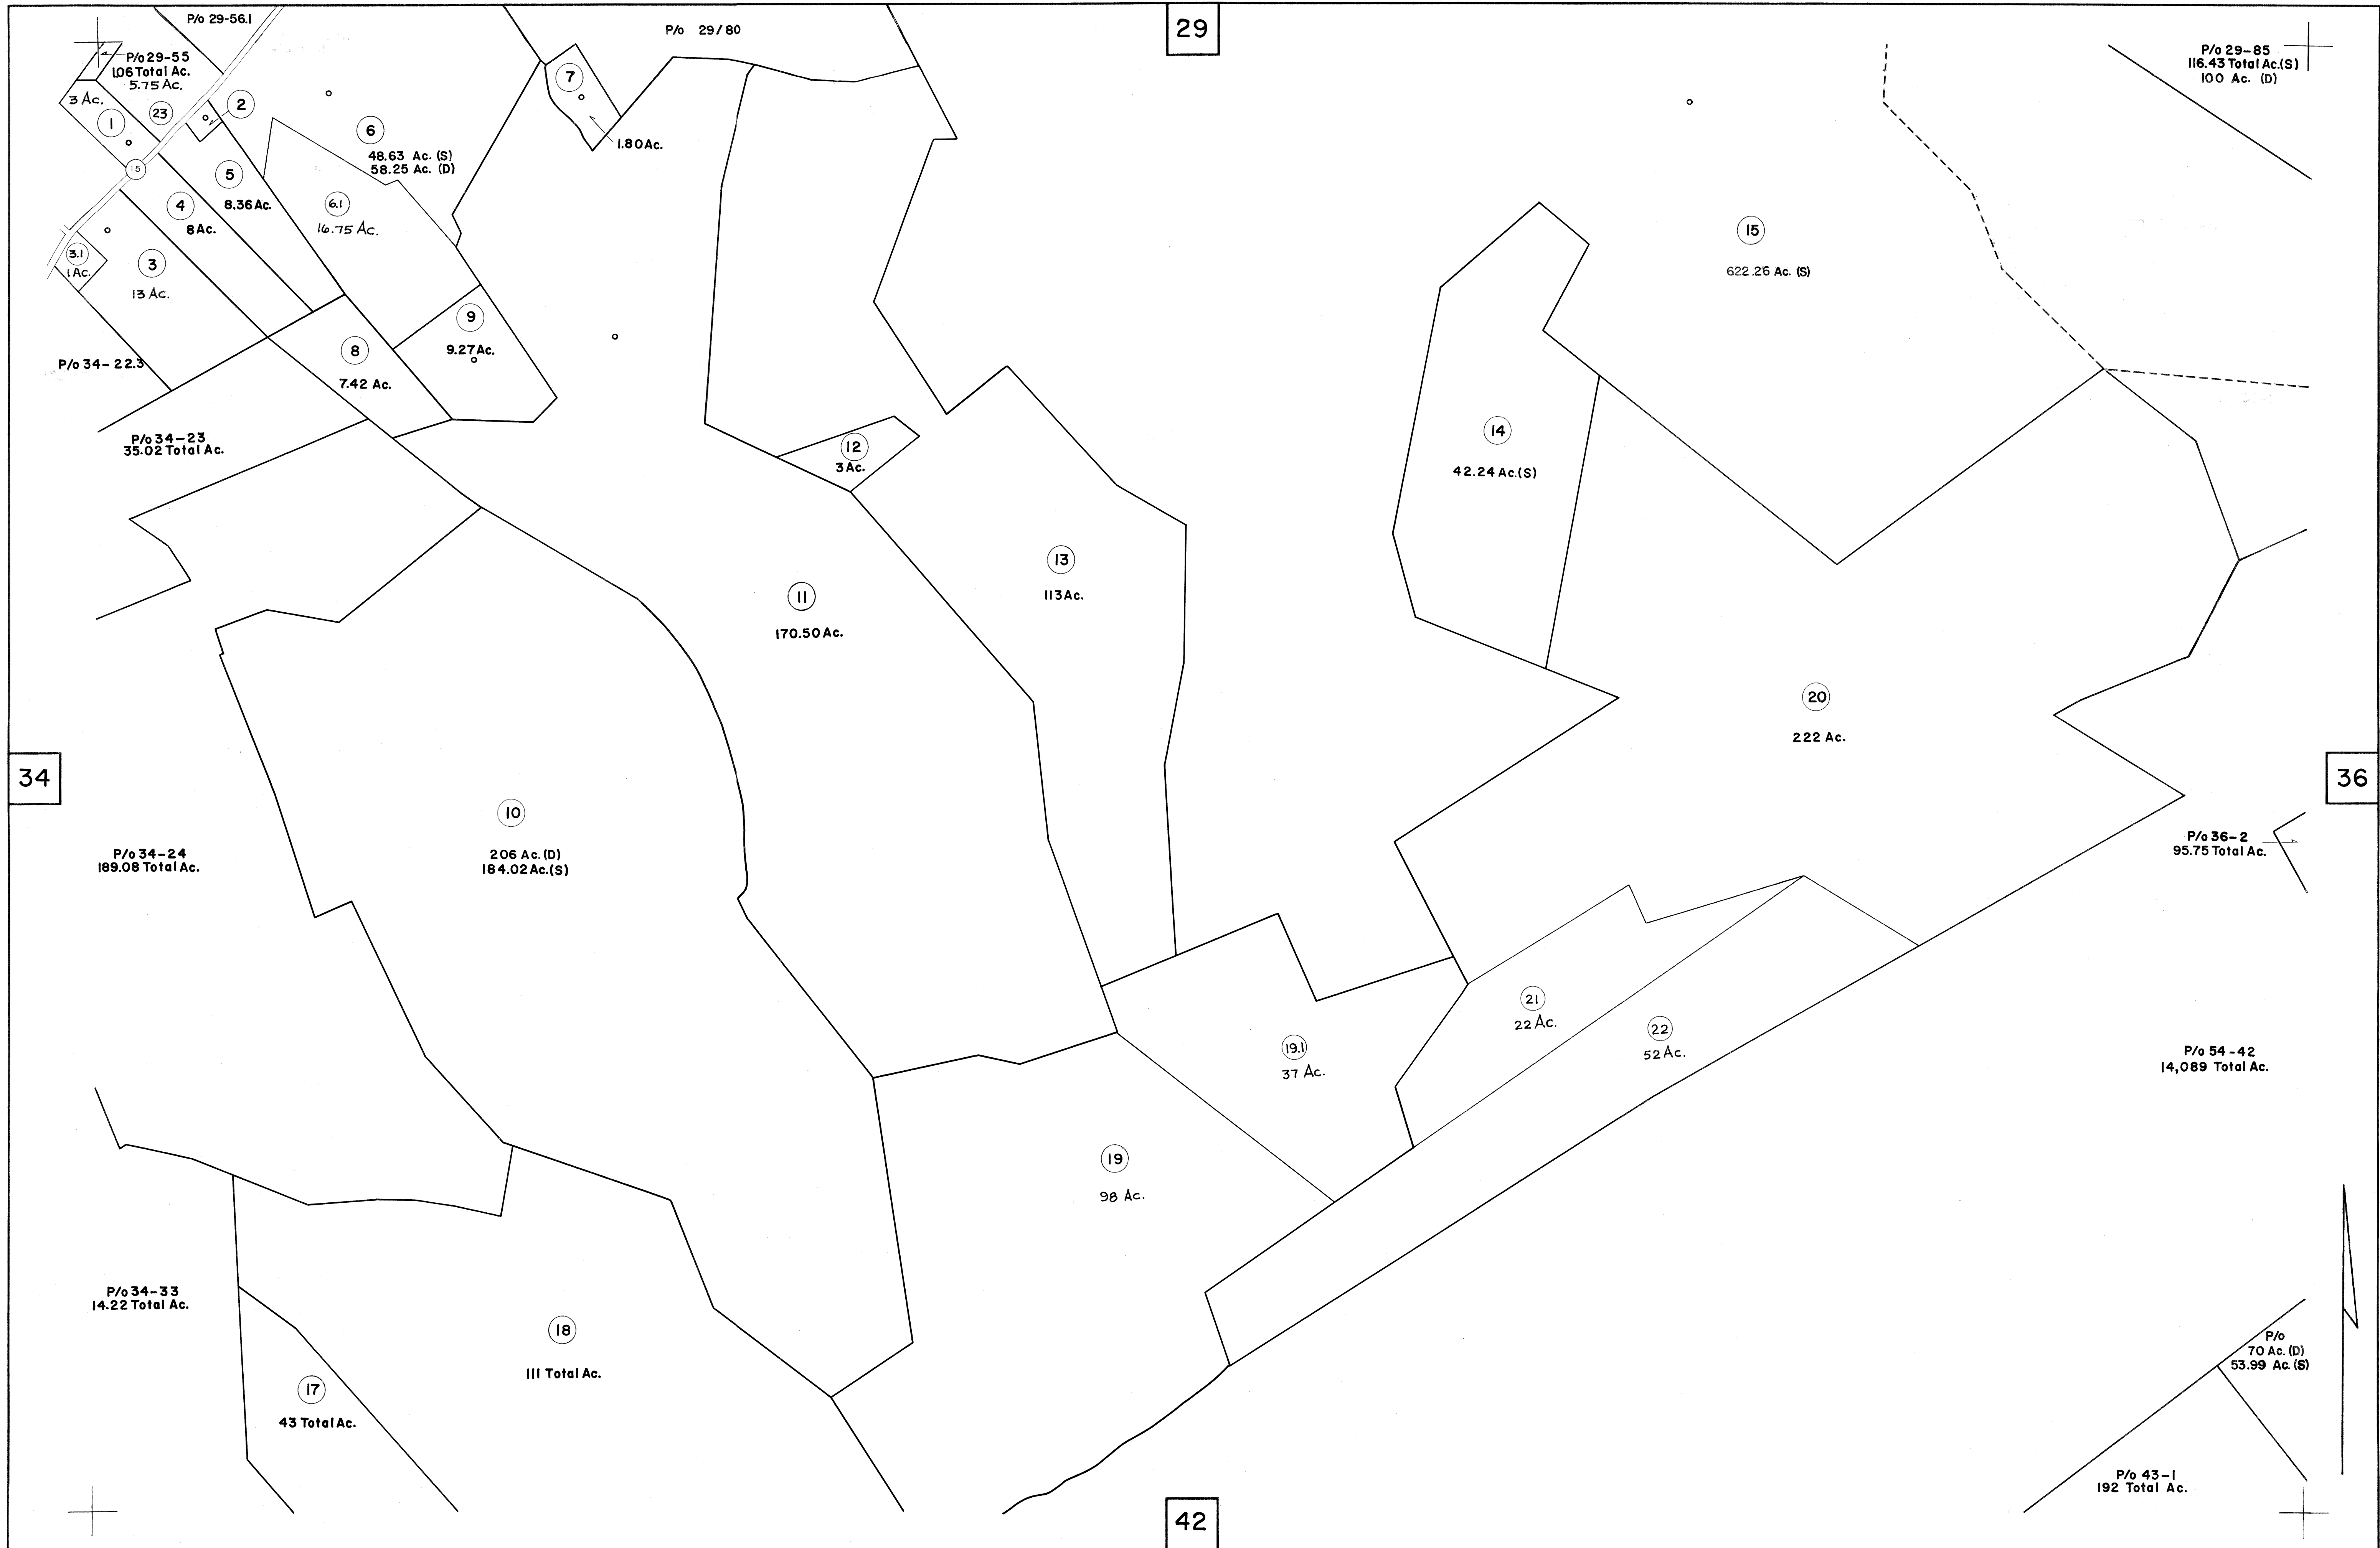 P/o 29-56.1
P/o 29/80
29
P/o 29-55
1.06 Total Ac.
5.75 Ac.
23
3 Ac.
1
2
15
6
48.63 Ac. (S)
58.25 Ac. (D)
7
1.80 Ac.
P/o 29-85
116.43 Total Ac.(S)
100 Ac. (D)
5
8.36 Ac.
4
8 Ac.
6.1
16.75 Ac.
3.1
1 Ac.
3
13 Ac.
15
622.26 Ac. (S)
9
9.27 Ac.
8
7.42 Ac.
P/o 34-22.3
P/o 34-23
35.02 Total Ac.
12
3 Ac.
14
42.24 Ac.(S)
13
113 Ac.
11
170.50 Ac.
20
222 Ac.
34
36
10
206 Ac. (D)
184.02 Ac.(S)
P/o 34-24
189.08 Total Ac.
P/o 36-2
95.75 Total Ac.
21
22 Ac.
22
52 Ac.
19.1
37 Ac.
P/o 54-42
14,089 Total Ac.
19
98 Ac.
P/o 34-33
14.22 Total Ac.
18
111 Total Ac.
17
43 Total Ac.
P/o
70 Ac. (D)
53.99 Ac. (S)
P/o 43-1
192 Total Ac.
42